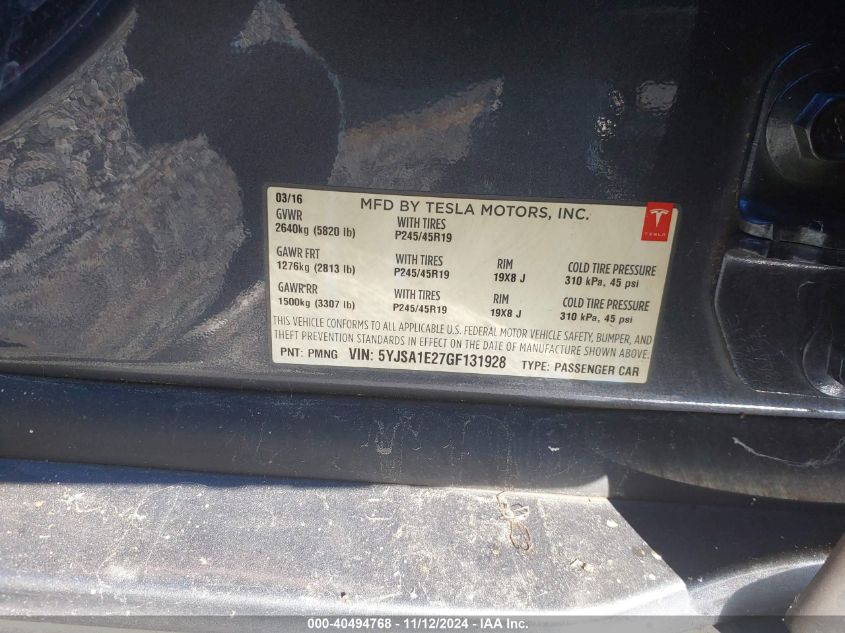 03/16
MFD BY TESLA MOTORS, INC.
GVWR
2640kg (5820 lb)
WITH TIRES
P245/45R19
TESLA
GAWR FRT
1276kg (2813 lb)
WITH TIRES
P245/45R19
RIM
19X8 J
COLD TIRE PRESSURE
310 kPa, 45 psi
GAWR RR
1500kg (3307 lb)
WITH TIRES
P245/45R19
RIM
19X8 J
COLD TIRE PRESSURE
310 kPa, 45 psi
THIS VEHICLE CONFORMS TO ALL APPLICABLE U.S. FEDERAL MOTOR VEHICLE SAFETY, BUMPER, AND
THEFT PREVENTION STANDARDS IN EFFECT ON THE DATE OF MANUFACTURE SHOWN ABOVE.
PNT: PMNG VIN: 5YJSA1E27GF131928 TYPE: PASSENGER CAR
000-40494768 - 11/12/2024 - IAAI Inc.